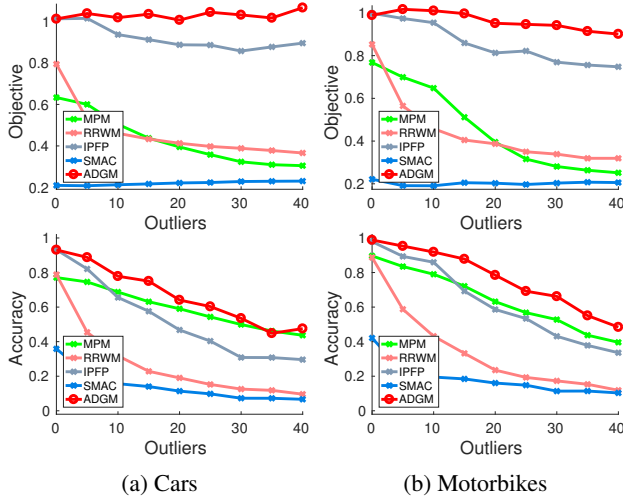 1
0.8
0.6
0.4
0.2
Objective
MPM
RRWM
IPFP
SMAC
ADGM
0 10 20 30 40
Outliers
1
0.8
0.6
0.4
0.2
Objective
MPM
RRWM
IPFP
SMAC
ADGM
0 10 20 30 40
Outliers
1
0.8
0.6
0.4
0.2
0
Accuracy
MPM
RRWM
IPFP
SMAC
ADGM
0 10 20 30 40
Outliers
1
0.8
0.6
0.4
0.2
0
Accuracy
MPM
RRWM
IPFP
SMAC
ADGM
0 10 20 30 40
Outliers
(a) Cars
(b) Motorbikes